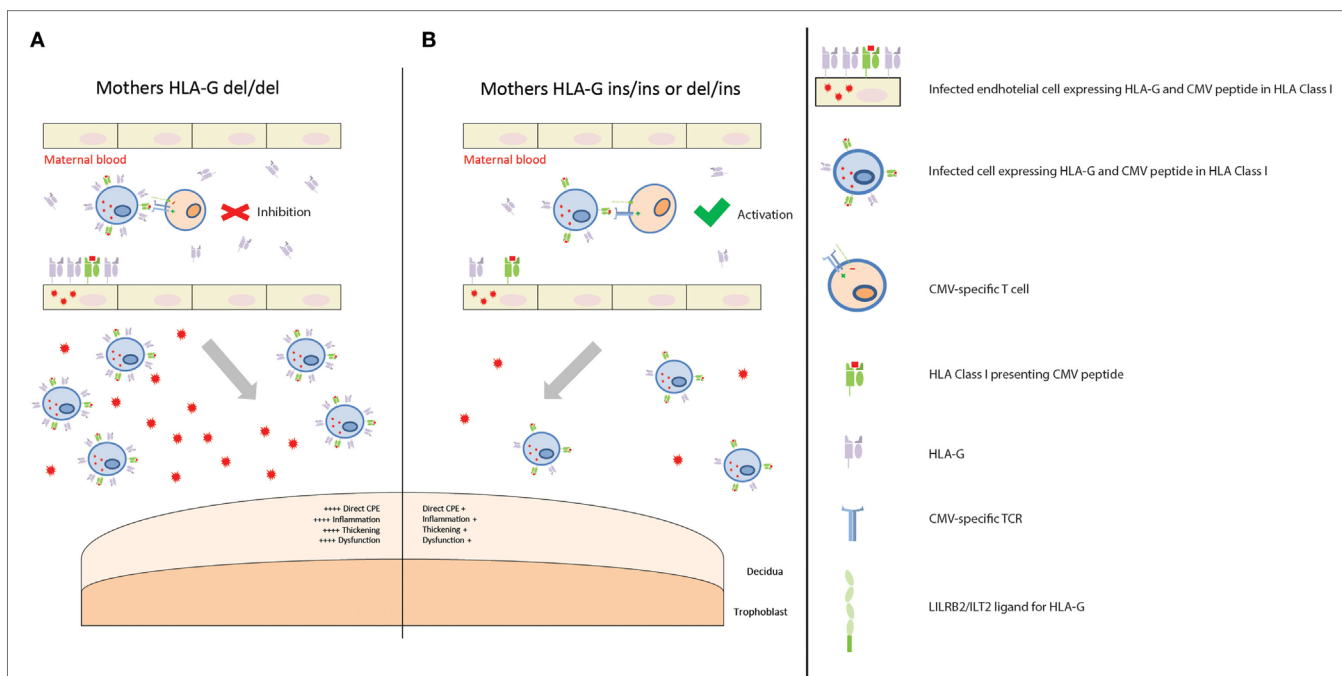 A
Mothers HLA-G del/del
Maternal blood
Inhibition
B
Mothers HLA-G ins/ins or del/ins
Maternal blood
Activation
++++ Direct CPE
++++ Inflammation
++++ Thickening
++++ Dysfunction
Direct CPE +
Inflammation +
Thickening +
Dysfunction +
Decidua
Trophoblast
Infected endhotelial cell expressing HLA-G and CMV peptide in HLA Class I
Infected cell expressing HLA-G and CMV peptide in HLA Class I
CMV-specific T cell
HLA Class I presenting CMV peptide
HLA-G
CMV-specific TCR
LILRB2/ILT2 ligand for HLA-G